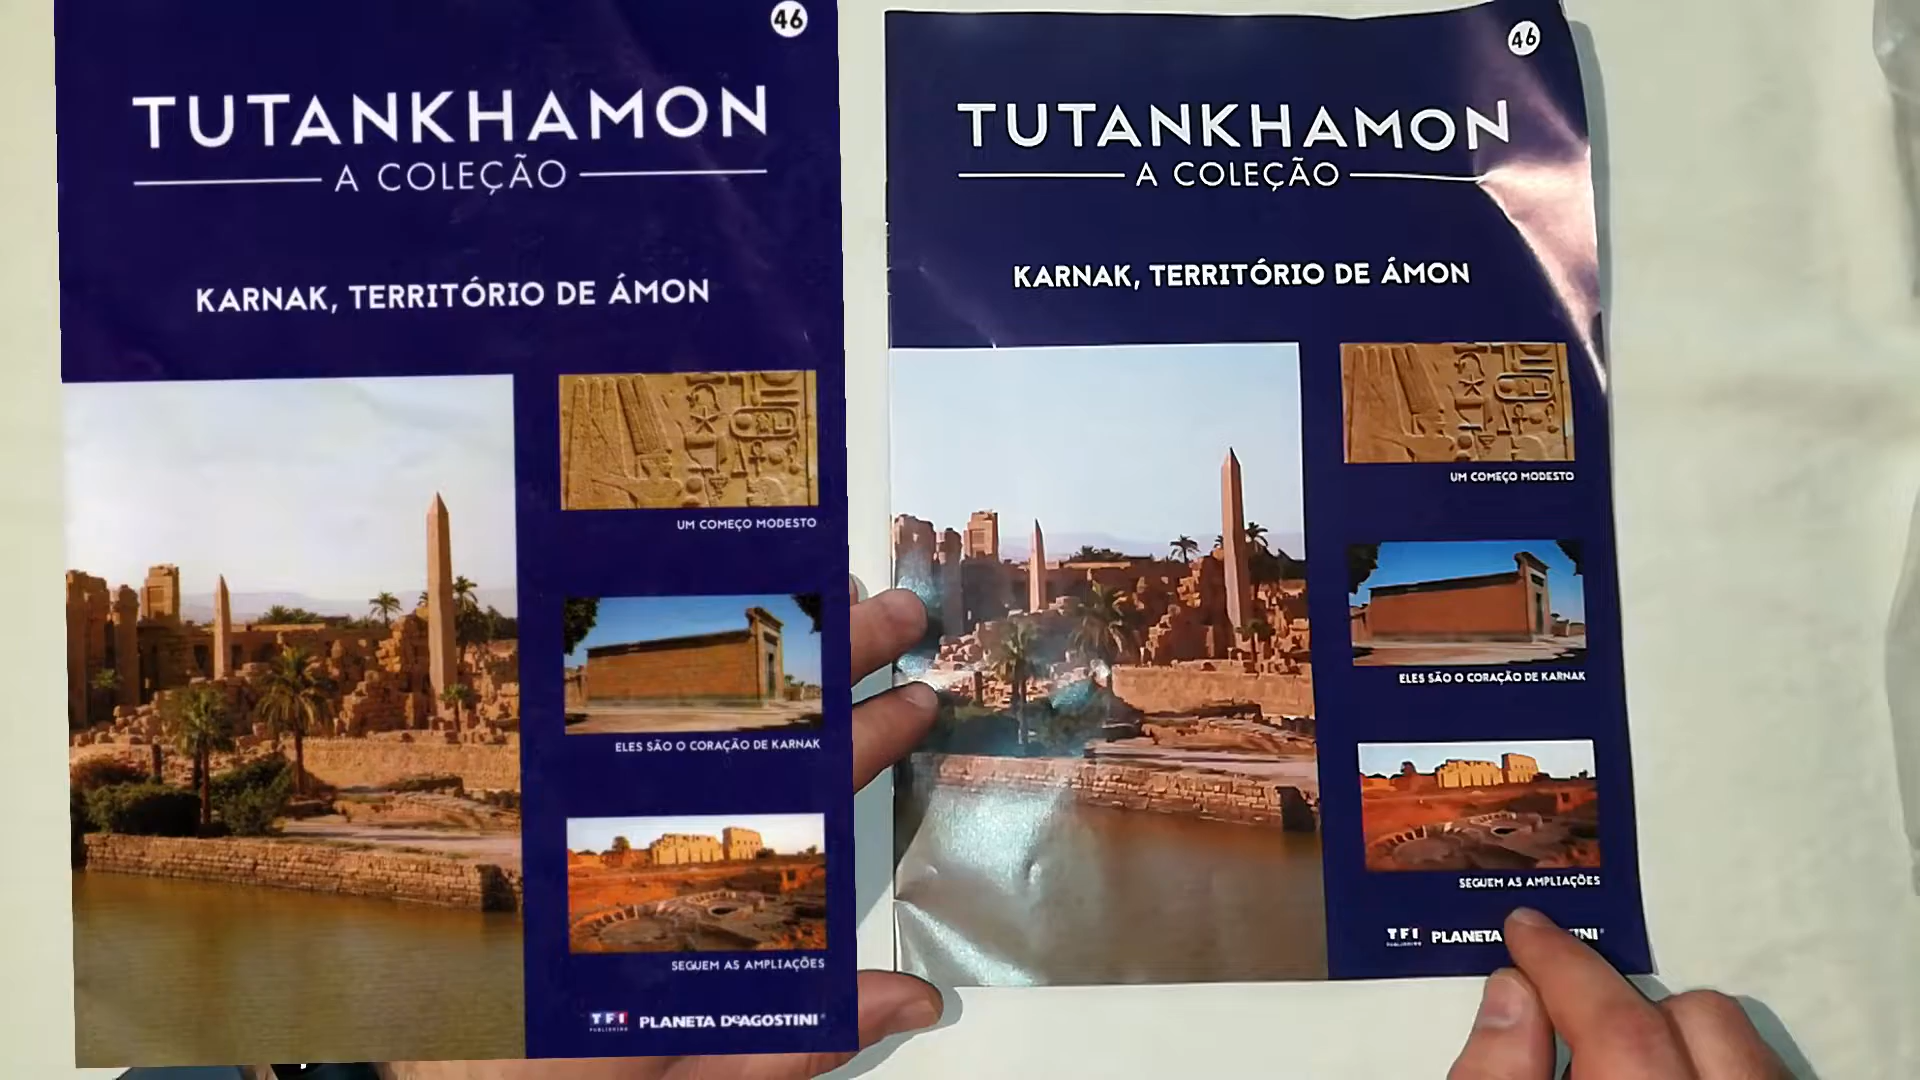 46
TUTANKHAMON
A COLEÇÃO
KARNAK, TERRITÓRIO DE ÁMON
UM COMEÇO MODESTO
ELES SÃO O CORAÇÃO DE KARNAK
SEGUEM AS AMPLIAÇÕES
TF1 PUBLISHING PLANETA DeAGOSTINI
46
TUTANKHAMON
A COLEÇÃO
KARNAK, TERRITÓRIO DE ÁMON
UM COMEÇO MODESTO
ELES SÃO O CORAÇÃO DE KARNAK
SEGUEM AS AMPLIAÇÕES
TF1 PUBLISHING PLANETA